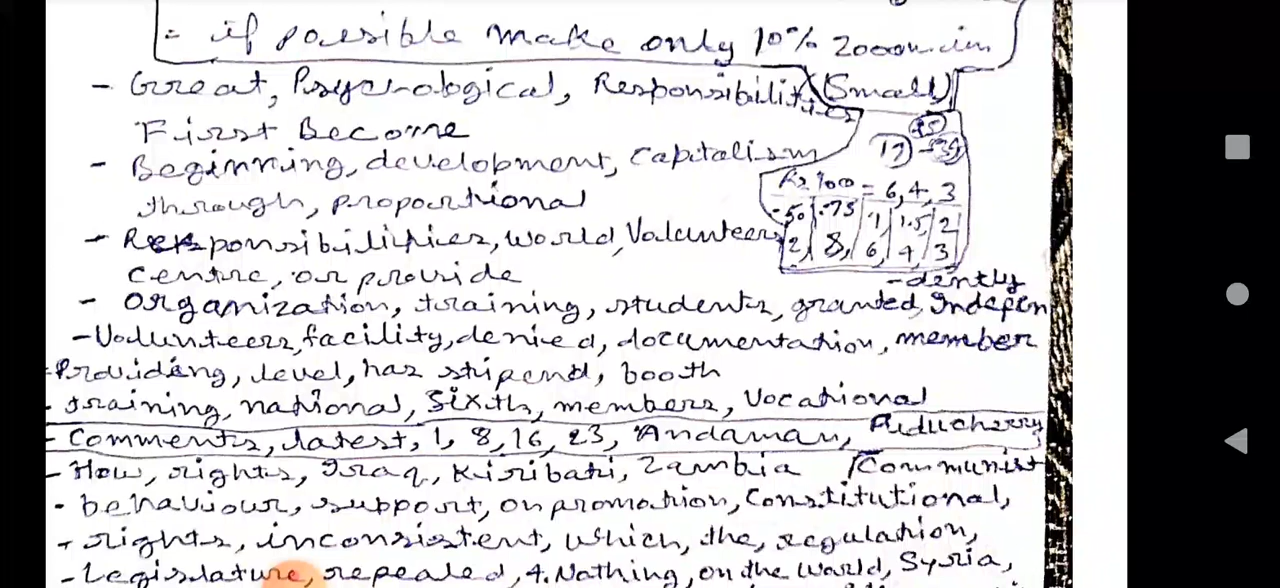 = if possible make only 10% 2000
- Great, Psychological, Responsibilities (Small)
First Become
- Beginning, development, Capitalism
through, proportional
17
Rs 100 = 6, 4, 3
.50 | .75 | 1 | 1.5 | 2
2, 8, 6, 4, 3
- Responsibilities, World, Volunteers
Centre, or provide
-dently
- Organization, training, students, granted, Indepen
- Volunteers, facility, denied, documentation, member
- Providing, level, has stipend, booth
- training, national, Sixth, members, Vocational
- Comments, latest, 1, 8, 16, 23, Andaman, Puducherry
- How, rights, Iraq, Kiribati, Zambia (Communist
- behaviour, support, on promotion, Constitutional,
- rights, inconsistent, which, the, regulation,
- Legislature, repealed, 4. Nothing, on the World, Syria,